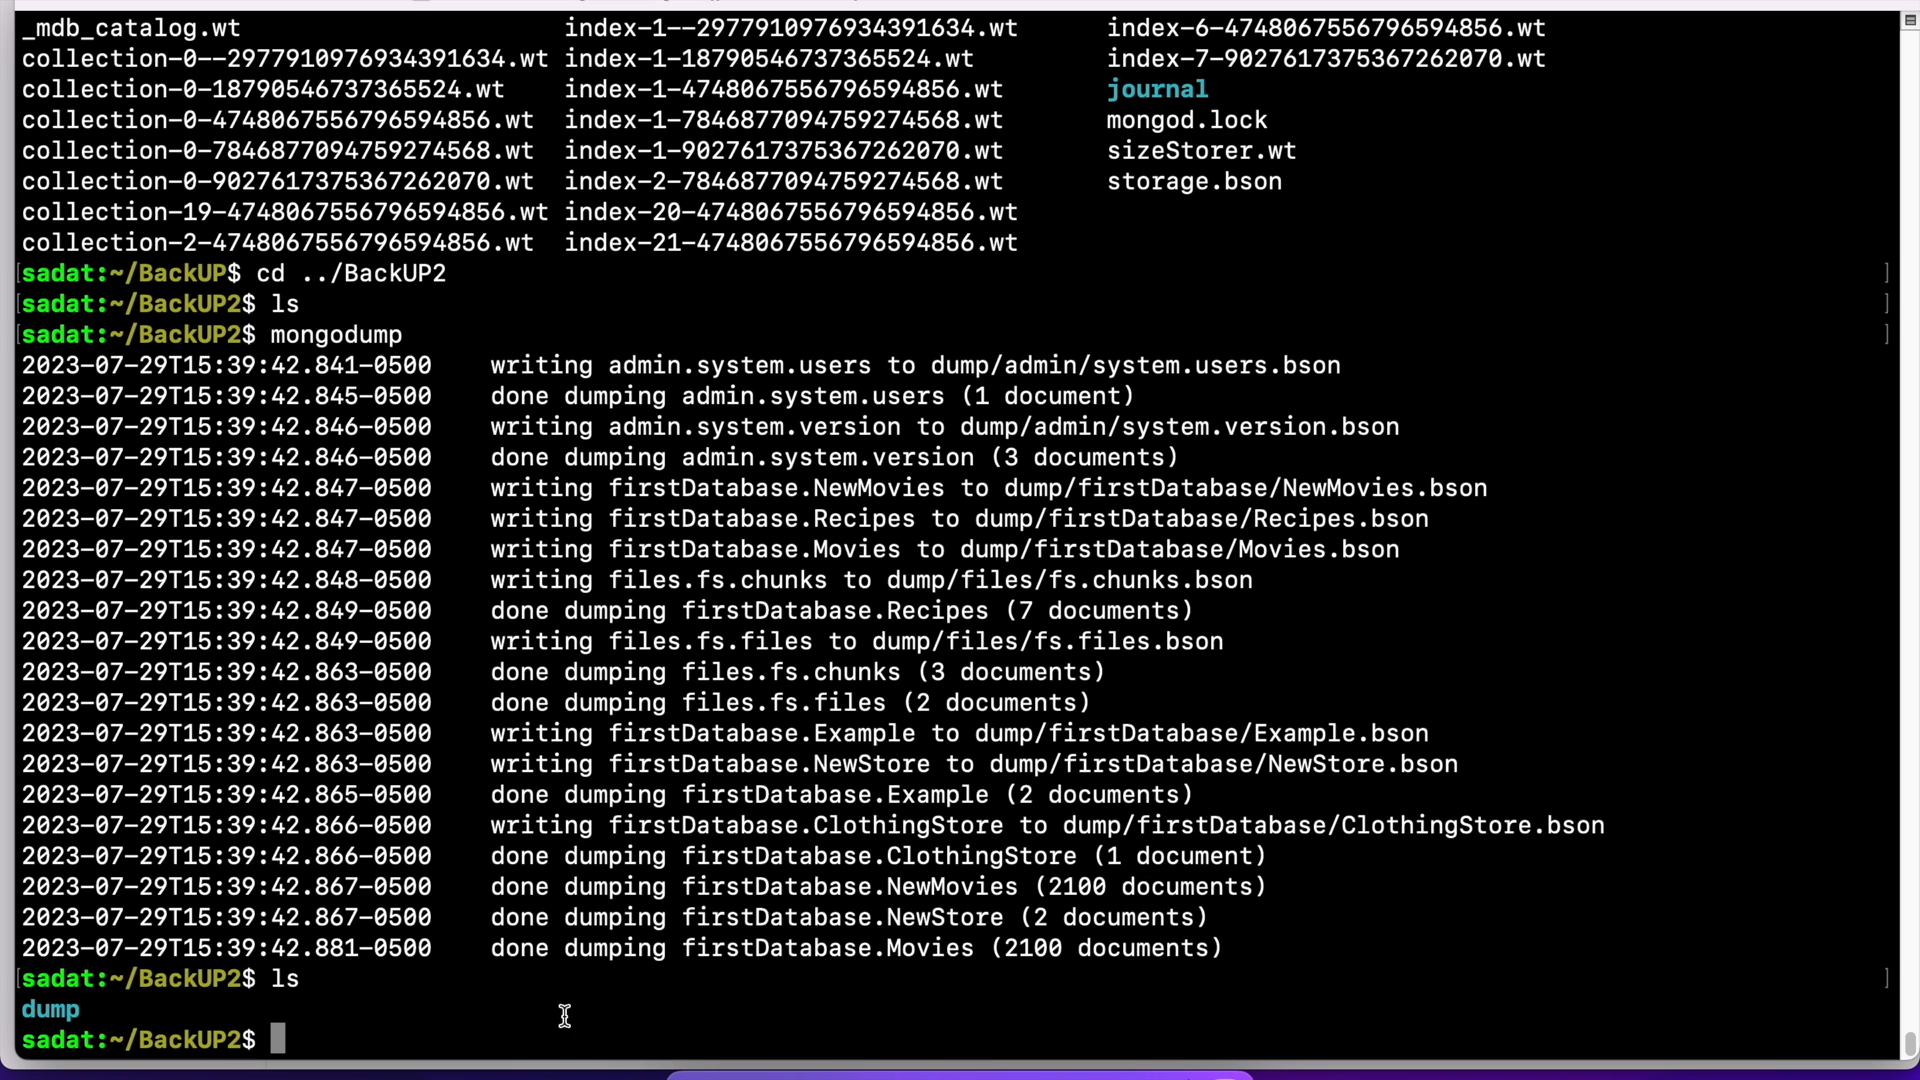 _mdb_catalog.wt index-1--2977910976934391634.wt index-6-4748067556796594856.wt
collection-0--2977910976934391634.wt index-1-18790546737365524.wt index-7-9027617375367262070.wt
collection-0-18790546737365524.wt index-1-4748067556796594856.wt journal
collection-0-4748067556796594856.wt index-1-7846877094759274568.wt mongod.lock
collection-0-7846877094759274568.wt index-1-9027617375367262070.wt sizeStorer.wt
collection-0-9027617375367262070.wt index-2-7846877094759274568.wt storage.bson
collection-19-4748067556796594856.wt index-20-4748067556796594856.wt
collection-2-4748067556796594856.wt index-21-4748067556796594856.wt
[sadat:~/BackUP$ cd ../BackUP2 ]
[sadat:~/BackUP2$ ls ]
[sadat:~/BackUP2$ mongodump ]
2023-07-29T15:39:42.841-0500 writing admin.system.users to dump/admin/system.users.bson
2023-07-29T15:39:42.845-0500 done dumping admin.system.users (1 document)
2023-07-29T15:39:42.846-0500 writing admin.system.version to dump/admin/system.version.bson
2023-07-29T15:39:42.846-0500 done dumping admin.system.version (3 documents)
2023-07-29T15:39:42.847-0500 writing firstDatabase.NewMovies to dump/firstDatabase/NewMovies.bson
2023-07-29T15:39:42.847-0500 writing firstDatabase.Recipes to dump/firstDatabase/Recipes.bson
2023-07-29T15:39:42.847-0500 writing firstDatabase.Movies to dump/firstDatabase/Movies.bson
2023-07-29T15:39:42.848-0500 writing files.fs.chunks to dump/files/fs.chunks.bson
2023-07-29T15:39:42.849-0500 done dumping firstDatabase.Recipes (7 documents)
2023-07-29T15:39:42.849-0500 writing files.fs.files to dump/files/fs.files.bson
2023-07-29T15:39:42.863-0500 done dumping files.fs.chunks (3 documents)
2023-07-29T15:39:42.863-0500 done dumping files.fs.files (2 documents)
2023-07-29T15:39:42.863-0500 writing firstDatabase.Example to dump/firstDatabase/Example.bson
2023-07-29T15:39:42.863-0500 writing firstDatabase.NewStore to dump/firstDatabase/NewStore.bson
2023-07-29T15:39:42.865-0500 done dumping firstDatabase.Example (2 documents)
2023-07-29T15:39:42.866-0500 writing firstDatabase.ClothingStore to dump/firstDatabase/ClothingStore.bson
2023-07-29T15:39:42.866-0500 done dumping firstDatabase.ClothingStore (1 document)
2023-07-29T15:39:42.867-0500 done dumping firstDatabase.NewMovies (2100 documents)
2023-07-29T15:39:42.867-0500 done dumping firstDatabase.NewStore (2 documents)
2023-07-29T15:39:42.881-0500 done dumping firstDatabase.Movies (2100 documents)
[sadat:~/BackUP2$ ls ]
dump
sadat:~/BackUP2$